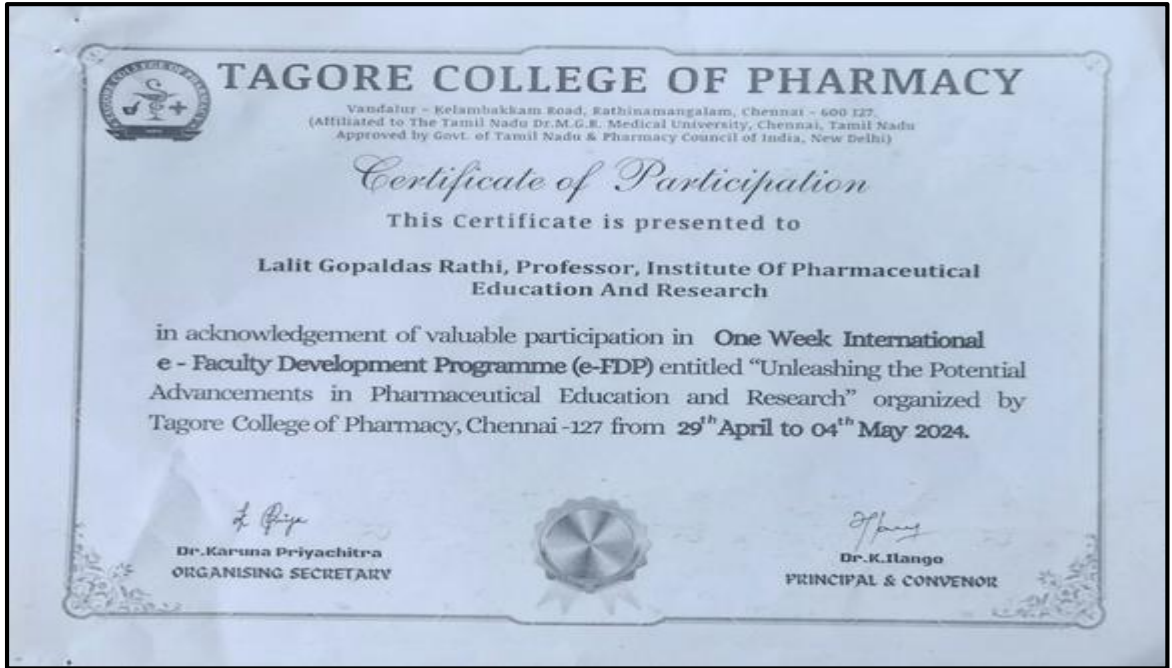 TAGORE COLLEGE OF PHARMACY
Vandalur - Kelambakkam Road, Rathinamangalam, Chennai - 600 127.
(Affiliated to The Tamil Nadu Dr.M.G.R. Medical University, Chennai, Tamil Nadu
Approved by Govt. of Tamil Nadu & Pharmacy Council of India, New Delhi)
Certificate of Participation
This Certificate is presented to
Lalit Gopaldas Rathi, Professor, Institute Of Pharmaceutical
Education And Research
in acknowledgement of valuable participation in One Week International
e - Faculty Development Programme (e-FDP) entitled “Unleashing the Potential
Advancements in Pharmaceutical Education and Research” organized by
Tagore College of Pharmacy, Chennai -127 from 29th April to 04th May 2024.
Dr.Karuna Priyachitra
ORGANISING SECRETARY
Dr.K.Ilango
PRINCIPAL & CONVENOR